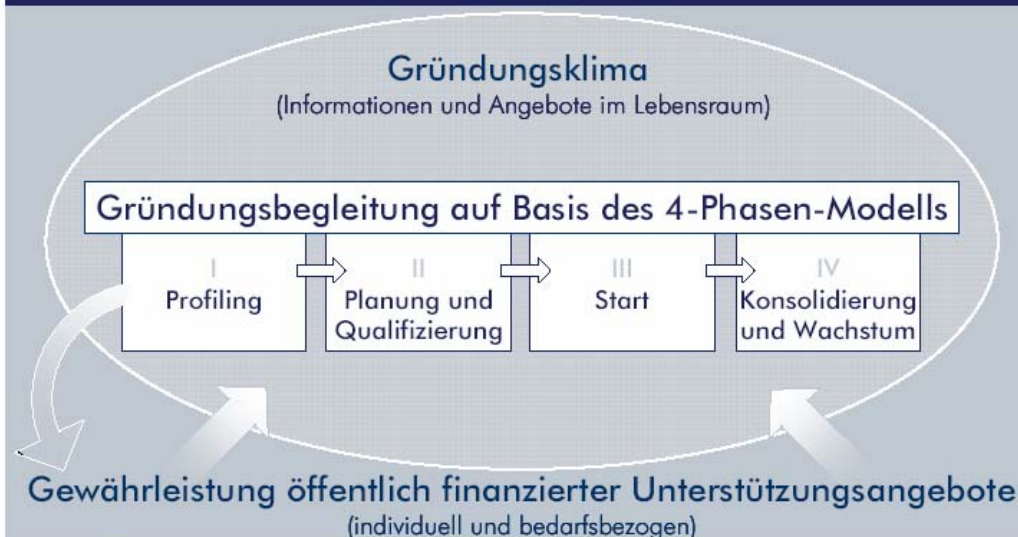 Gründungsklima
(Informationen und Angebote im Lebensraum)
Gründungsbegleitung auf Basis des 4-Phasen-Modells
I
Profiling
II
Planung und
Qualifizierung
III
Start
IV
Konsolidierung
und Wachstum
Gewährleistung öffentlich finanzierter Unterstützungsangebote
(individuell und bedarfsbezogen)